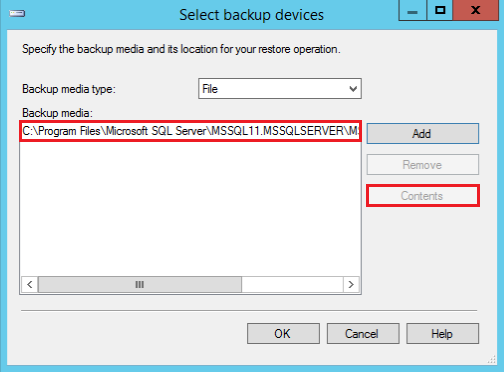 Select backup devices
Specify the backup media and its location for your restore operation.
Backup media type: File
Backup media:
C:\Program Files\Microsoft SQL Server\MSSQL11.MSSQLSERVER\MS
Add
Remove
Contents
OK Cancel Help